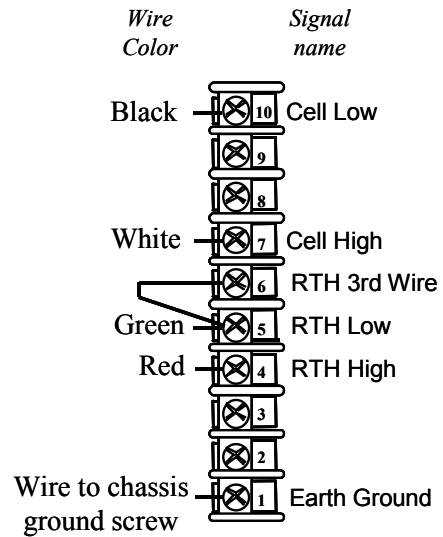 Wire Color
Signal name
Black 10 Cell Low
9
8
White 7 Cell High
6 RTH 3rd Wire
Green 5 RTH Low
Red 4 RTH High
3
2
Wire to chassis ground screw
1 Earth Ground